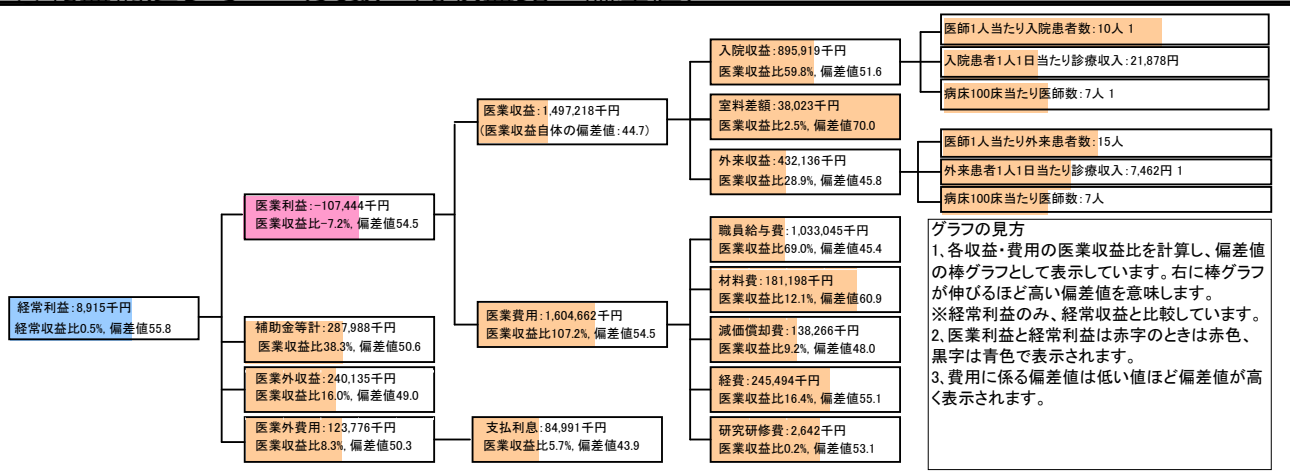 経常利益:8,915千円
経常収益比0.5%, 偏差値55.8
医業利益:-107,444千円
医業収益比-7.2%, 偏差値54.5
補助金等計:287,988千円
医業収益比38.3%, 偏差値50.6
医業外収益:240,135千円
医業収益比16.0%, 偏差値49.0
医業外費用:123,776千円
医業収益比8.3%, 偏差値50.3
医業収益:1,497,218千円
(医業収益自体の偏差値:44.7)
医業費用:1,604,662千円
医業収益比107.2%, 偏差値54.5
支払利息:84,991千円
医業収益比5.7%, 偏差値43.9
入院収益:895,919千円
医業収益比59.8%, 偏差値51.6
室料差額:38,023千円
医業収益比2.5%, 偏差値70.0
外来収益:432,136千円
医業収益比28.9%, 偏差値45.8
職員給与費:1,033,045千円
医業収益比69.0%, 偏差値45.4
材料費:181,198千円
医業収益比12.1%, 偏差値60.9
減価償却費:138,266千円
医業収益比9.2%, 偏差値48.0
経費:245,494千円
医業収益比16.4%, 偏差値55.1
研究研修費:2,642千円
医業収益比0.2%, 偏差値53.1
医師1人当たり入院患者数:10人 1
入院患者1人1日当たり診療収入:21,878円
病床100床当たり医師数:7人 1
医師1人当たり外来患者数:15人
外来患者1人1日当たり診療収入:7,462円 1
病床100床当たり医師数:7人
グラフの見方
1、各収益・費用の医業収益比を計算し、偏差値
の棒グラフとして表示しています。右に棒グラフ
が伸びるほど高い偏差値を意味します。
※経常利益のみ、経常収益と比較しています。
2、医業利益と経常利益は赤字のときは赤色、
黒字は青色で表示されます。
3、費用に係る偏差値は低い値ほど偏差値が高
く表示されます。